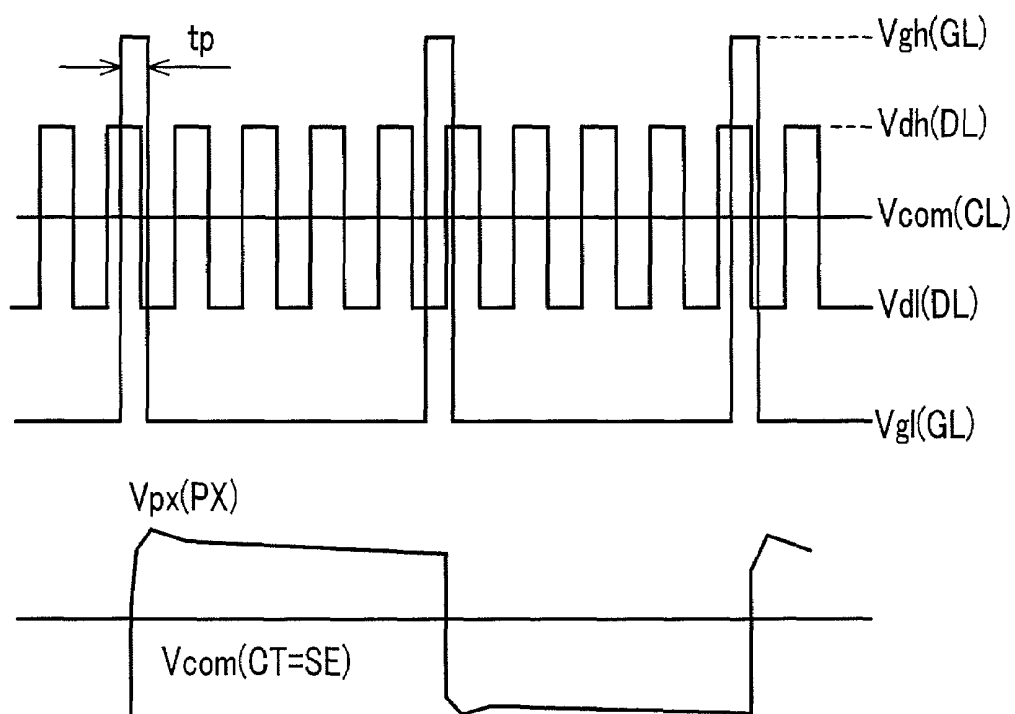 tp
Vgh(GL)
Vdh(DL)
Vcom(CL)
Vdl(DL)
Vgl(GL)
Vpx(PX)
Vcom(CT=SE)